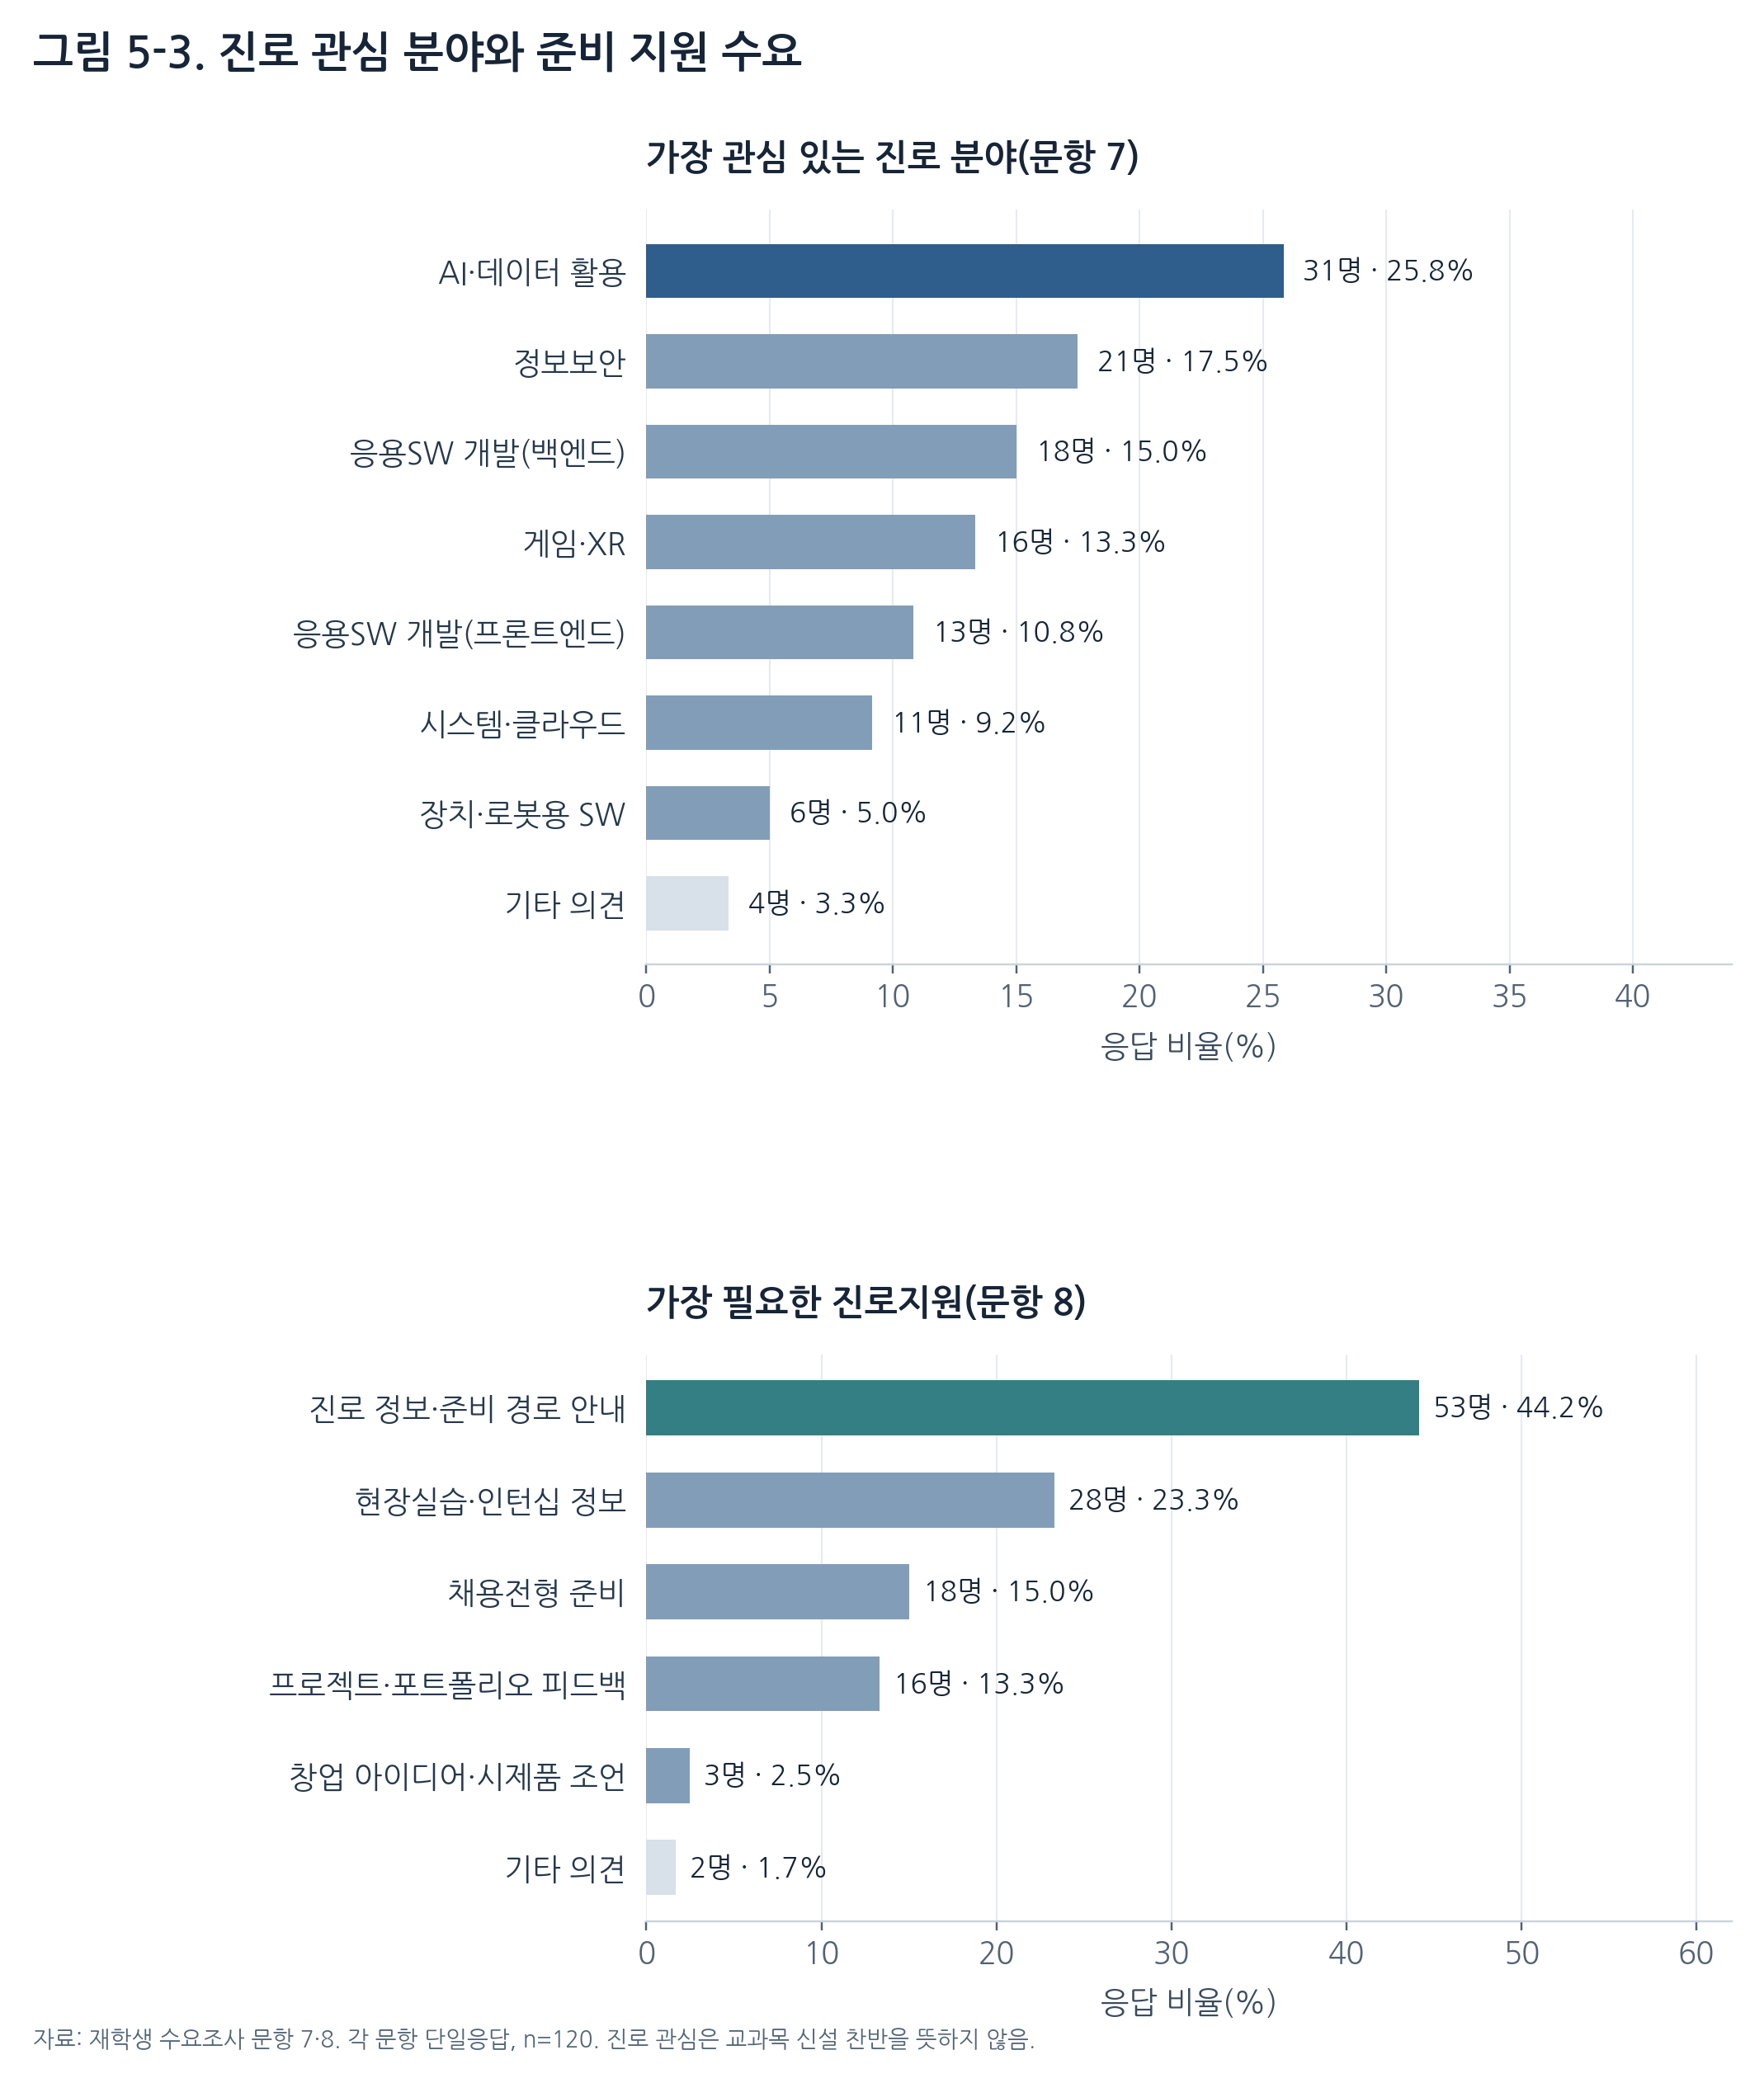 그림 5-3. 진로 관심 분야와 준비 지원 수요
가장 관심 있는 진로 분야(문항 7)
AI·데이터 활용 31명 · 25.8%
정보보안 21명 · 17.5%
응용SW 개발(백엔드) 18명 · 15.0%
게임·XR 16명 · 13.3%
응용SW 개발(프론트엔드) 13명 · 10.8%
시스템·클라우드 11명 · 9.2%
장치·로봇용 SW 6명 · 5.0%
기타 의견 4명 · 3.3%
0 5 10 15 20 25 30 35 40
응답 비율(%)
가장 필요한 진로지원(문항 8)
진로 정보·준비 경로 안내 53명 · 44.2%
현장실습·인턴십 정보 28명 · 23.3%
채용전형 준비 18명 · 15.0%
프로젝트·포트폴리오 피드백 16명 · 13.3%
창업 아이디어·시제품 조언 3명 · 2.5%
기타 의견 2명 · 1.7%
0 10 20 30 40 50 60
응답 비율(%)
자료: 재학생 수요조사 문항 7·8. 각 문항 단일응답, n=120. 진로 관심은 교과목 신설 찬반을 뜻하지 않음.